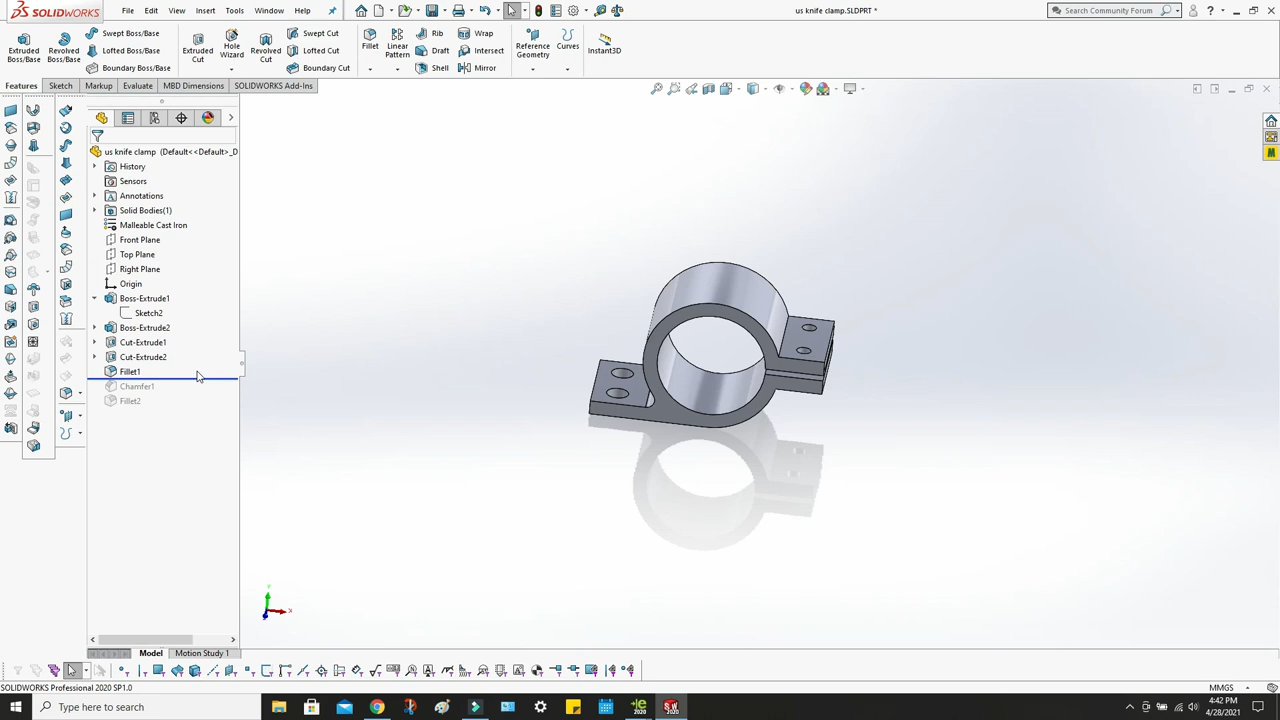 SOLIDWORKS
File Edit View Insert Tools Window Help
us knife clamp.SLDPRT *
Search Community Forum
Extruded Boss/Base
Revolved Boss/Base
Swept Boss/Base
Lofted Boss/Base
Boundary Boss/Base
Extruded Cut
Hole Wizard
Revolved Cut
Swept Cut
Lofted Cut
Boundary Cut
Fillet
Linear Pattern
Rib
Draft
Shell
Wrap
Intersect
Mirror
Reference Geometry
Curves
Instant3D
Features Sketch Markup Evaluate MBD Dimensions SOLIDWORKS Add-Ins
us knife clamp (Default<<Default>_D
History
Sensors
Annotations
Solid Bodies(1)
Malleable Cast Iron
Front Plane
Top Plane
Right Plane
Origin
Boss-Extrude1
Sketch2
Boss-Extrude2
Cut-Extrude1
Cut-Extrude2
Fillet1
Chamfer1
Fillet2
Y
X
Model Motion Study 1
SOLIDWORKS Professional 2020 SP1.0
MMGS
Type here to search
4:42 PM
4/28/2021